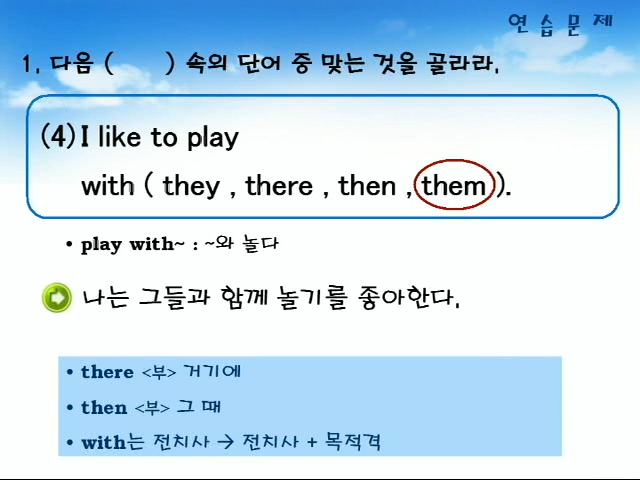 연 습 문 제
1. 다음 (      ) 속의 단어 중 맞는 것을 골라라.
(4) I like to play
with ( they , there , then , them ).
• play with~ : ~와 놀다
나는 그들과 함께 놀기를 좋아한다.
• there <부> 거기에
• then <부> 그 때
• with는 전치사 → 전치사 + 목적격